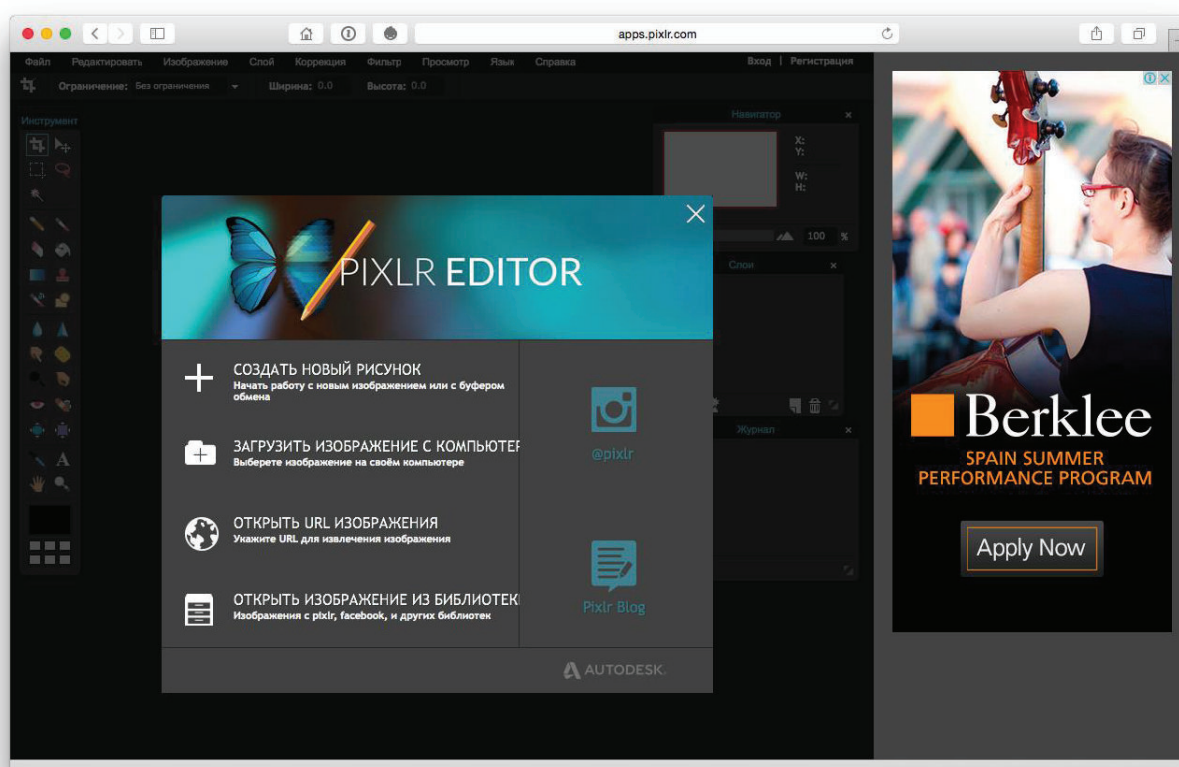 apps.pixlr.com
Файл Редактировать Изображение Слой Коррекция Фильтр Просмотр Язык Справка Вход | Регистрация
Ограничение: Без ограничения Ширина: 0.0 Высота: 0.0
Инструмент
Навигатор
X:
Y:
W:
H:
100 %
Слои
Журнал
PIXLR EDITOR
СОЗДАТЬ НОВЫЙ РИСУНОК
Начать работу с новым изображением или с буфером
обмена
ЗАГРУЗИТЬ ИЗОБРАЖЕНИЕ С КОМПЬЮТЕР
Выберете изображение на своём компьютере
ОТКРЫТЬ URL ИЗОБРАЖЕНИЯ
Укажите URL для извлечения изображения
ОТКРЫТЬ ИЗОБРАЖЕНИЕ ИЗ БИБЛИОТЕК
Изображения с pixlr, facebook, и других библиотек
@pixlr
Pixlr Blog
AUTODESK.
Berklee
SPAIN SUMMER
PERFORMANCE PROGRAM
Apply Now